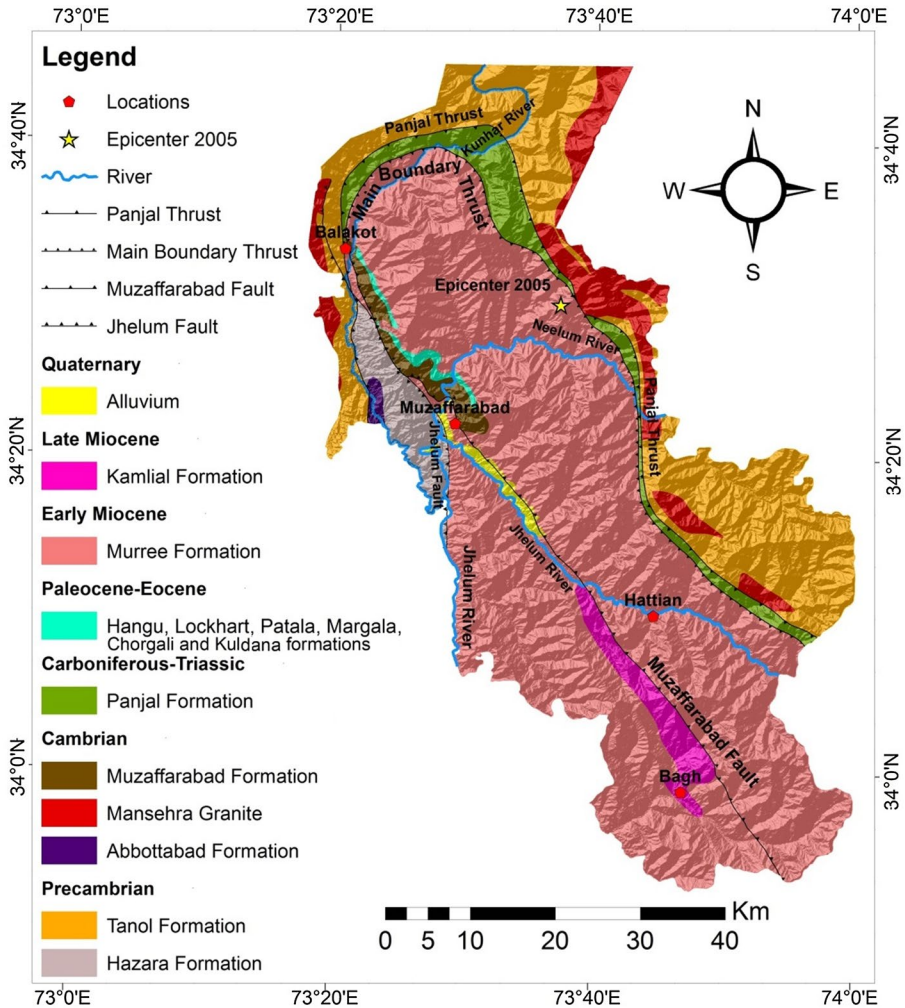 73°0'E 73°20'E 73°40'E 74°0'E
Legend
Locations
Epicenter 2005
River
Panjal Thrust
Main Boundary Thrust
Muzaffarabad Fault
Jhelum Fault
Quaternary
Alluvium
Late Miocene
Kamlial Formation
Early Miocene
Murree Formation
Paleocene-Eocene
Hangu, Lockhart, Patala, Margala,
Chorgali and Kuldana formations
Carboniferous-Triassic
Panjal Formation
Cambrian
Muzaffarabad Formation
Mansehra Granite
Abbottabad Formation
Precambrian
Tanol Formation
Hazara Formation
34°40'N
34°20'N
34°0'N
N
W E
S
Panjal Thrust
Kunhar River
Main Boundary Thrust
Balakot
Epicenter 2005
Neelum River
Muzaffarabad
Panjal Thrust
Jhelum Fault
Jhelum River
Jhelum River
Hattian
Muzaffarabad Fault
Bagh
34°40'N
34°20'N
34°0'N
Km
0 5 10 20 30 40
73°0'E 73°20'E 73°40'E 74°0'E